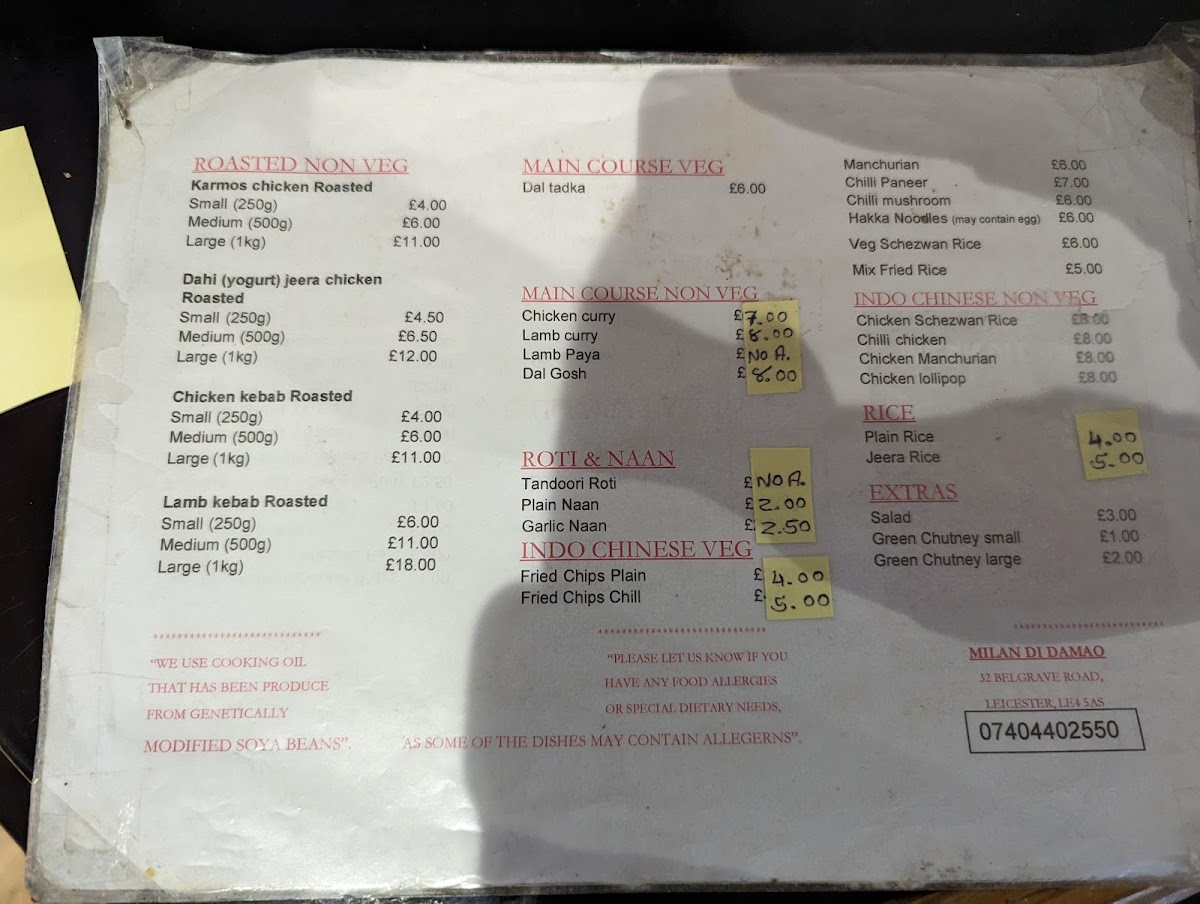 ROASTED NON VEG
Karmos chicken Roasted
Small (250g) £4.00
Medium (500g) £6.00
Large (1kg) £11.00
Dahi (yogurt) jeera chicken
Roasted
Small (250g) £4.50
Medium (500g) £6.50
Large (1kg) £12.00
Chicken kebab Roasted
Small (250g) £4.00
Medium (500g) £6.00
Large (1kg) £11.00
Lamb kebab Roasted
Small (250g) £6.00
Medium (500g) £11.00
Large (1kg) £18.00
*****************************
"WE USE COOKING OIL
THAT HAS BEEN PRODUCE
FROM GENETICALLY
MODIFIED SOYA BEANS".
MAIN COURSE VEG
Dal tadka £6.00
MAIN COURSE NON VEG
Chicken curry £7.00
Lamb curry £8.00
Lamb Paya £NO A.
Dal Gosh £8.00
ROTI & NAAN
Tandoori Roti £NO A.
Plain Naan £2.00
Garlic Naan £2.50
INDO CHINESE VEG
Fried Chips Plain £4.00
Fried Chips Chill £5.00
*****************************
"PLEASE LET US KNOW IF YOU
HAVE ANY FOOD ALLERGIES
OR SPECIAL DIETARY NEEDS,
AS SOME OF THE DISHES MAY CONTAIN ALLEGERNS".
Manchurian £6.00
Chilli Paneer £7.00
Chilli mushroom £6.00
Hakka Noodles (may contain egg) £6.00
Veg Schezwan Rice £6.00
Mix Fried Rice £5.00
INDO CHINESE NON VEG
Chicken Schezwan Rice £8.00
Chilli chicken £8.00
Chicken Manchurian £8.00
Chicken lollipop £8.00
RICE
Plain Rice 4.00
Jeera Rice 5.00
EXTRAS
Salad £3.00
Green Chutney small £1.00
Green Chutney large £2.00
**************************
MILAN DI DAMAO
32 BELGRAVE ROAD,
LEICESTER, LE4 5AS
07404402550